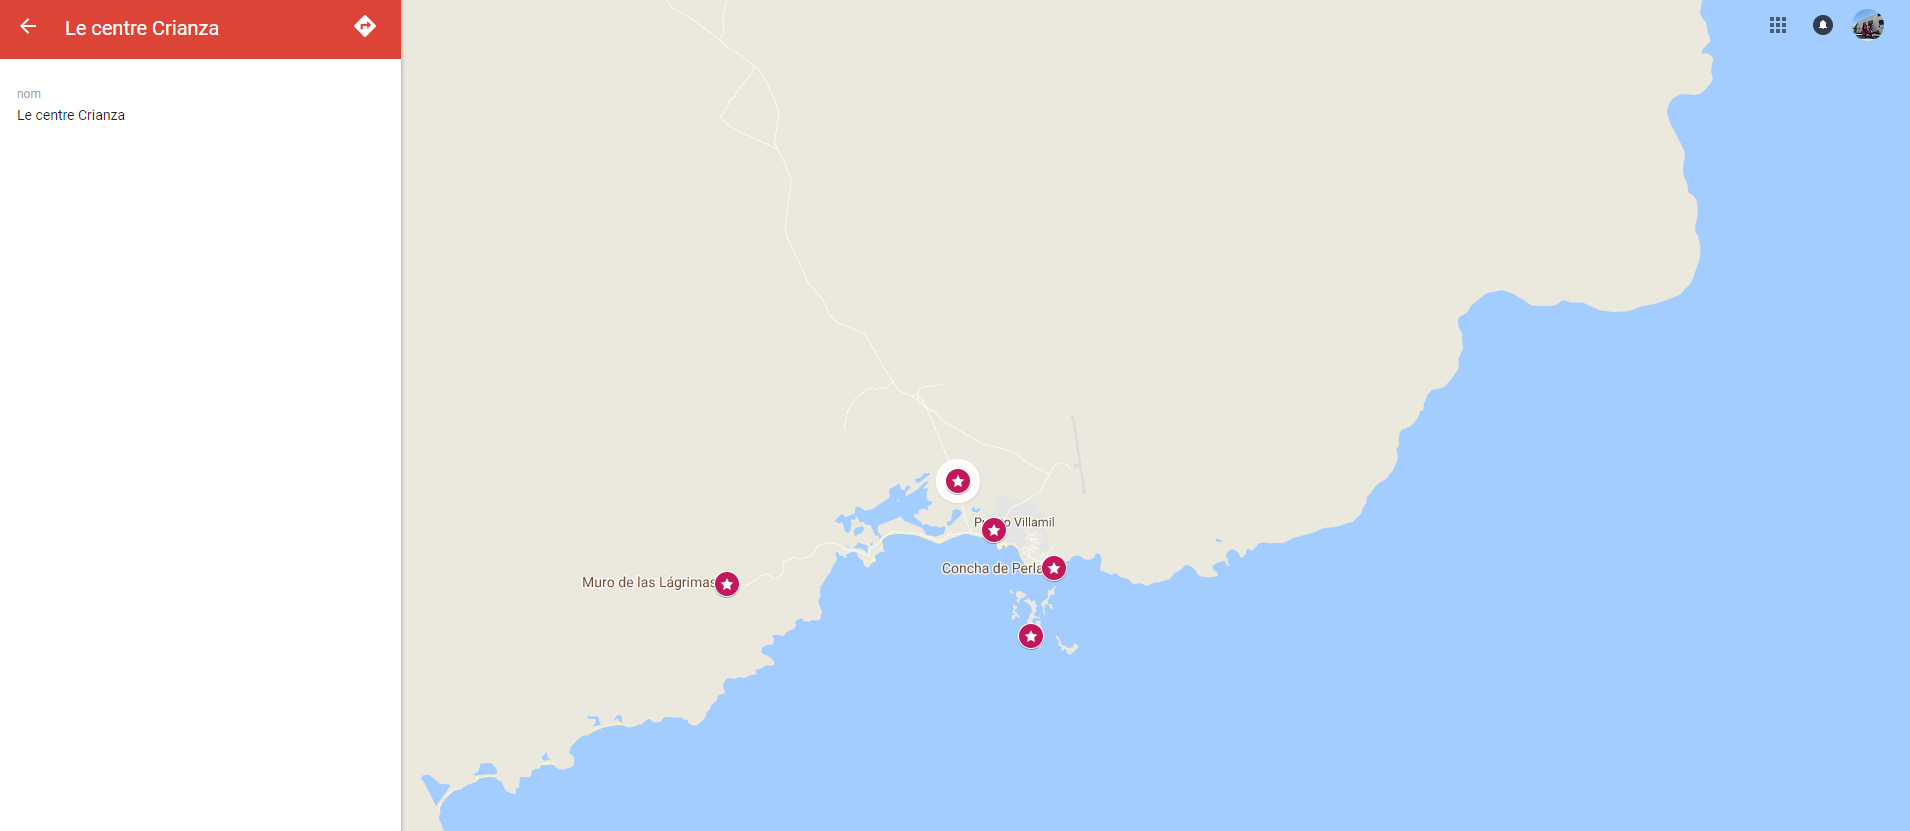 Le centre Crianza
nom
Le centre Crianza
Villamil
Concha de Perla
Muro de las Lágrimas